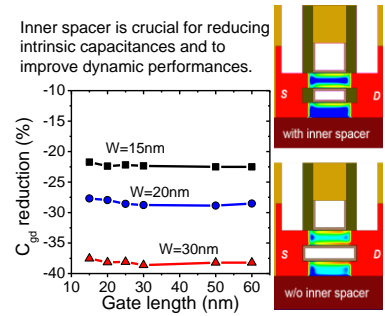 Inner spacer is crucial for reducing
intrinsic capacitances and to
improve dynamic performances.
-10
-15
-20
-25
-30
-35
-40
C_gd reduction (%)
W=15nm
W=20nm
W=30nm
10 20 30 40 50 60
Gate length (nm)
S D
with inner spacer
S D
w/o inner spacer